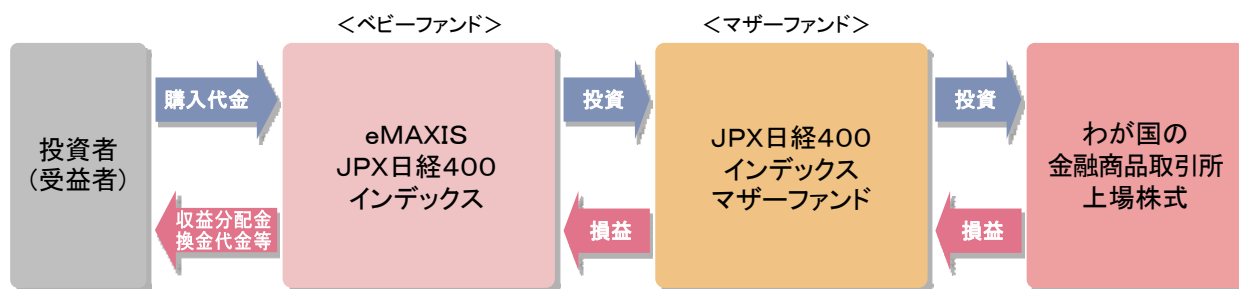 ＜ベビーファンド＞
＜マザーファンド＞
投資者
（受益者）
購入代金
収益分配金
換金代金等
eMAXIS
JPX日経400
インデックス
投資
損益
JPX日経400
インデックス
マザーファンド
投資
損益
わが国の
金融商品取引所
上場株式